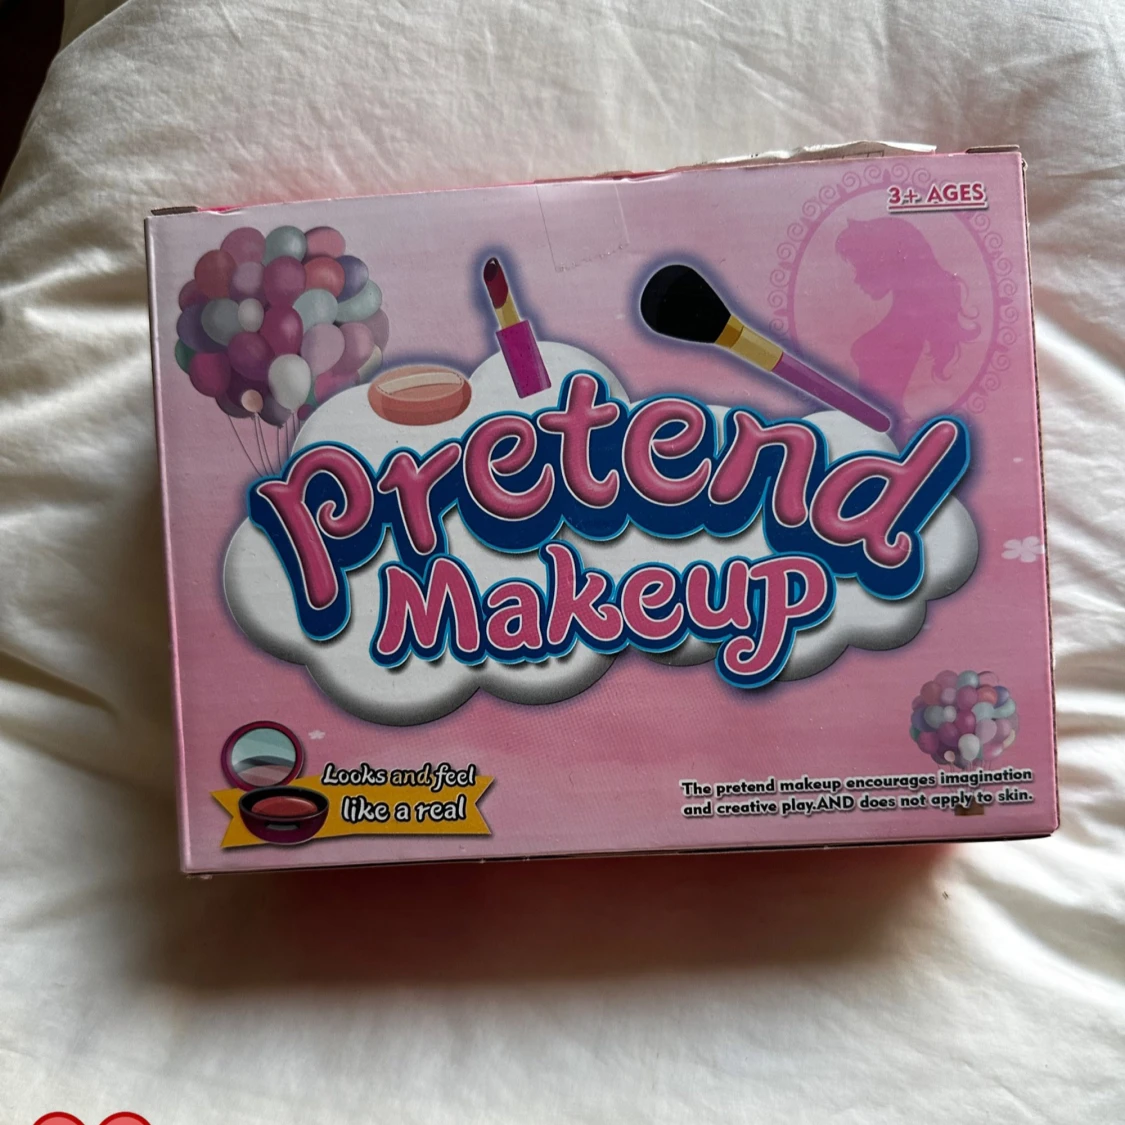 3+ AGES
Pretend
Makeup
Looks and feel
like a real
The pretend makeup encourages imagination
and creative play.AND does not apply to skin.